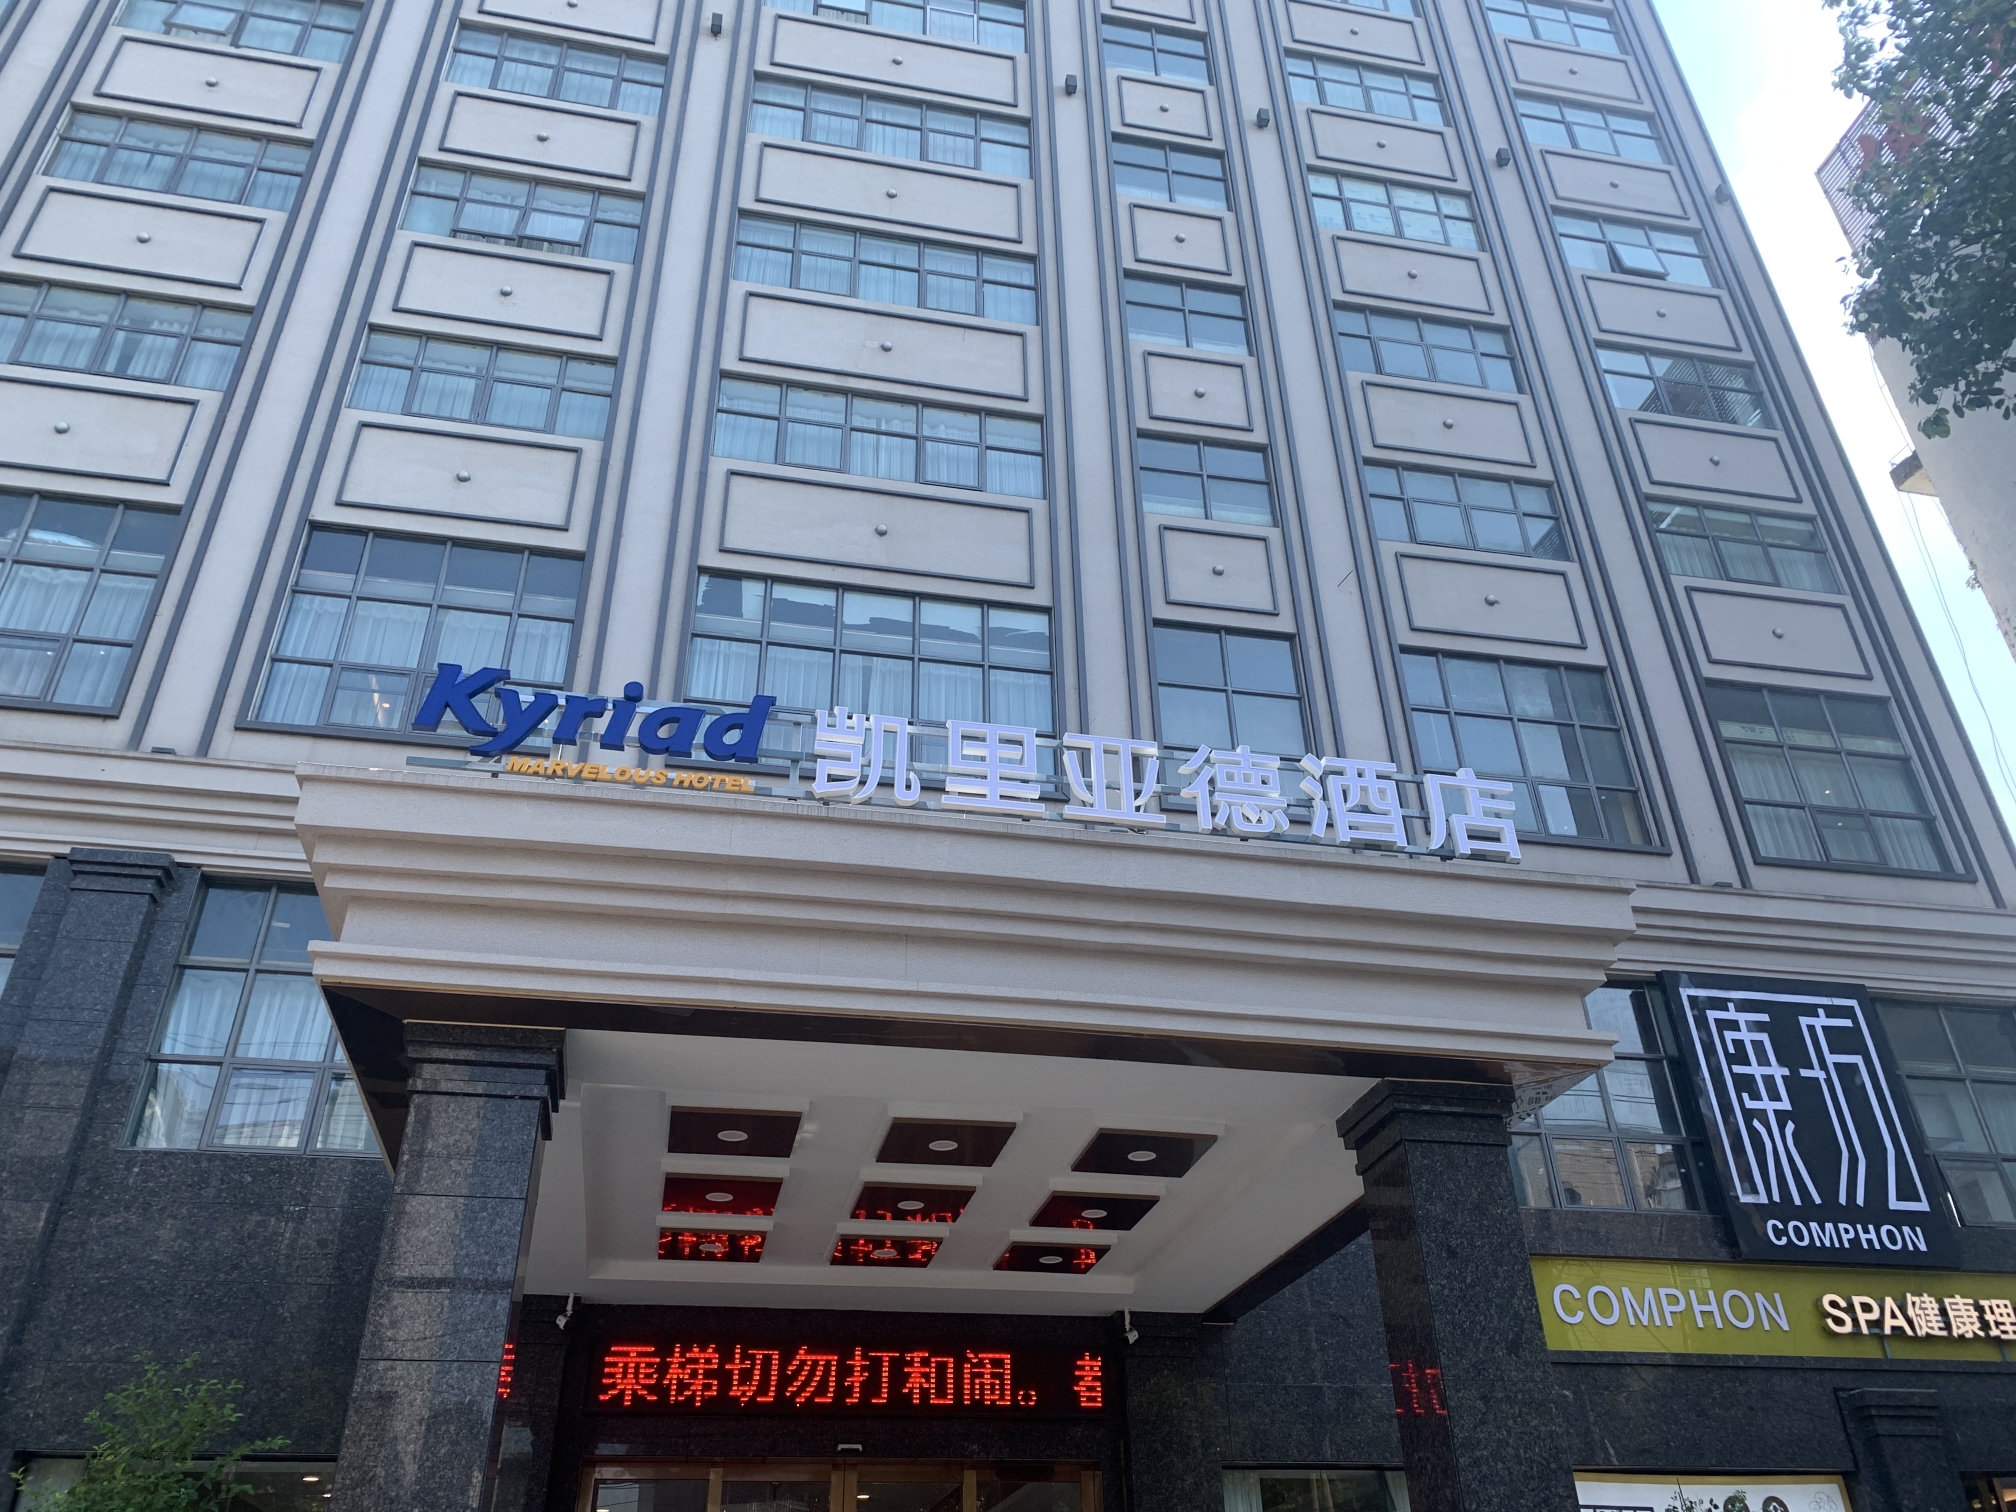 Kyriad
MARVELOUS HOTEL
凯里亚德酒店
康
COMPHON
COMPHON SPA健康理
乘梯切勿打和闹。